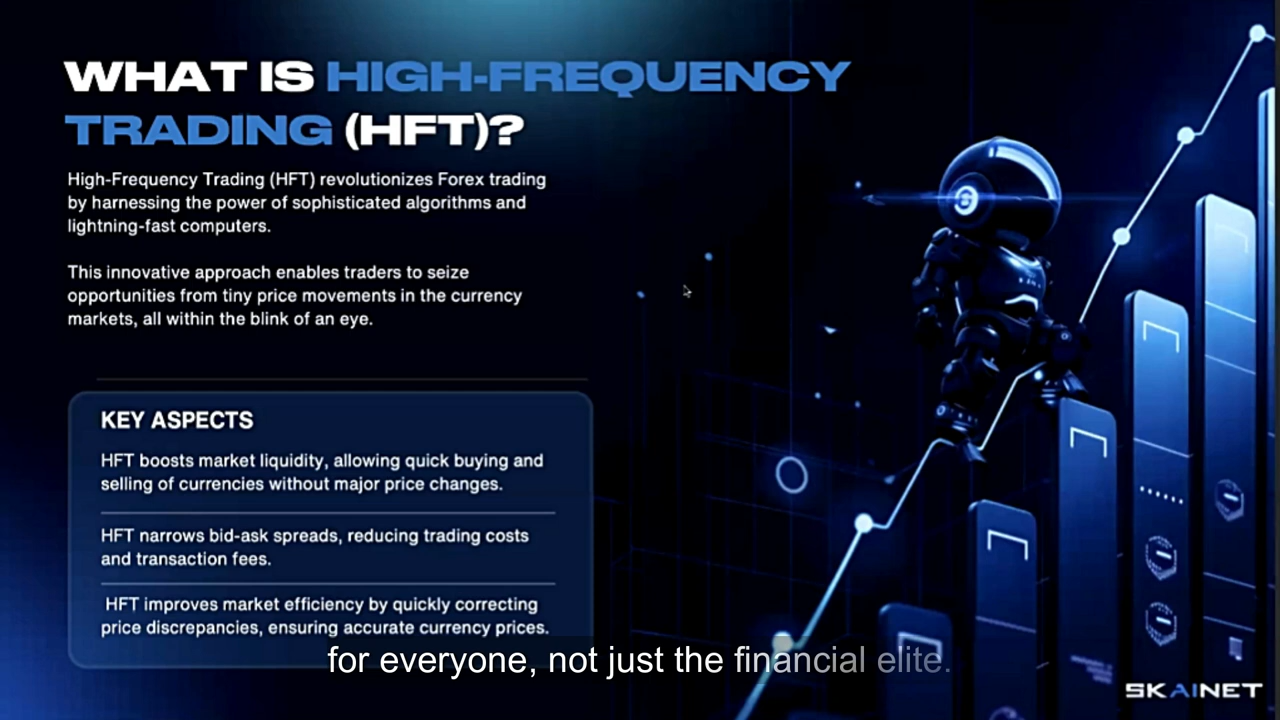 WHAT IS HIGH-FREQUENCY
TRADING (HFT)?
High-Frequency Trading (HFT) revolutionizes Forex trading
by harnessing the power of sophisticated algorithms and
lightning-fast computers.
This innovative approach enables traders to seize
opportunities from tiny price movements in the currency
markets, all within the blink of an eye.
KEY ASPECTS
HFT boosts market liquidity, allowing quick buying and
selling of currencies without major price changes.
HFT narrows bid-ask spreads, reducing trading costs
and transaction fees.
HFT improves market efficiency by quickly correcting
price discrepancies, ensuring accurate currency prices.
for everyone, not just the financial elite.
SKAINET